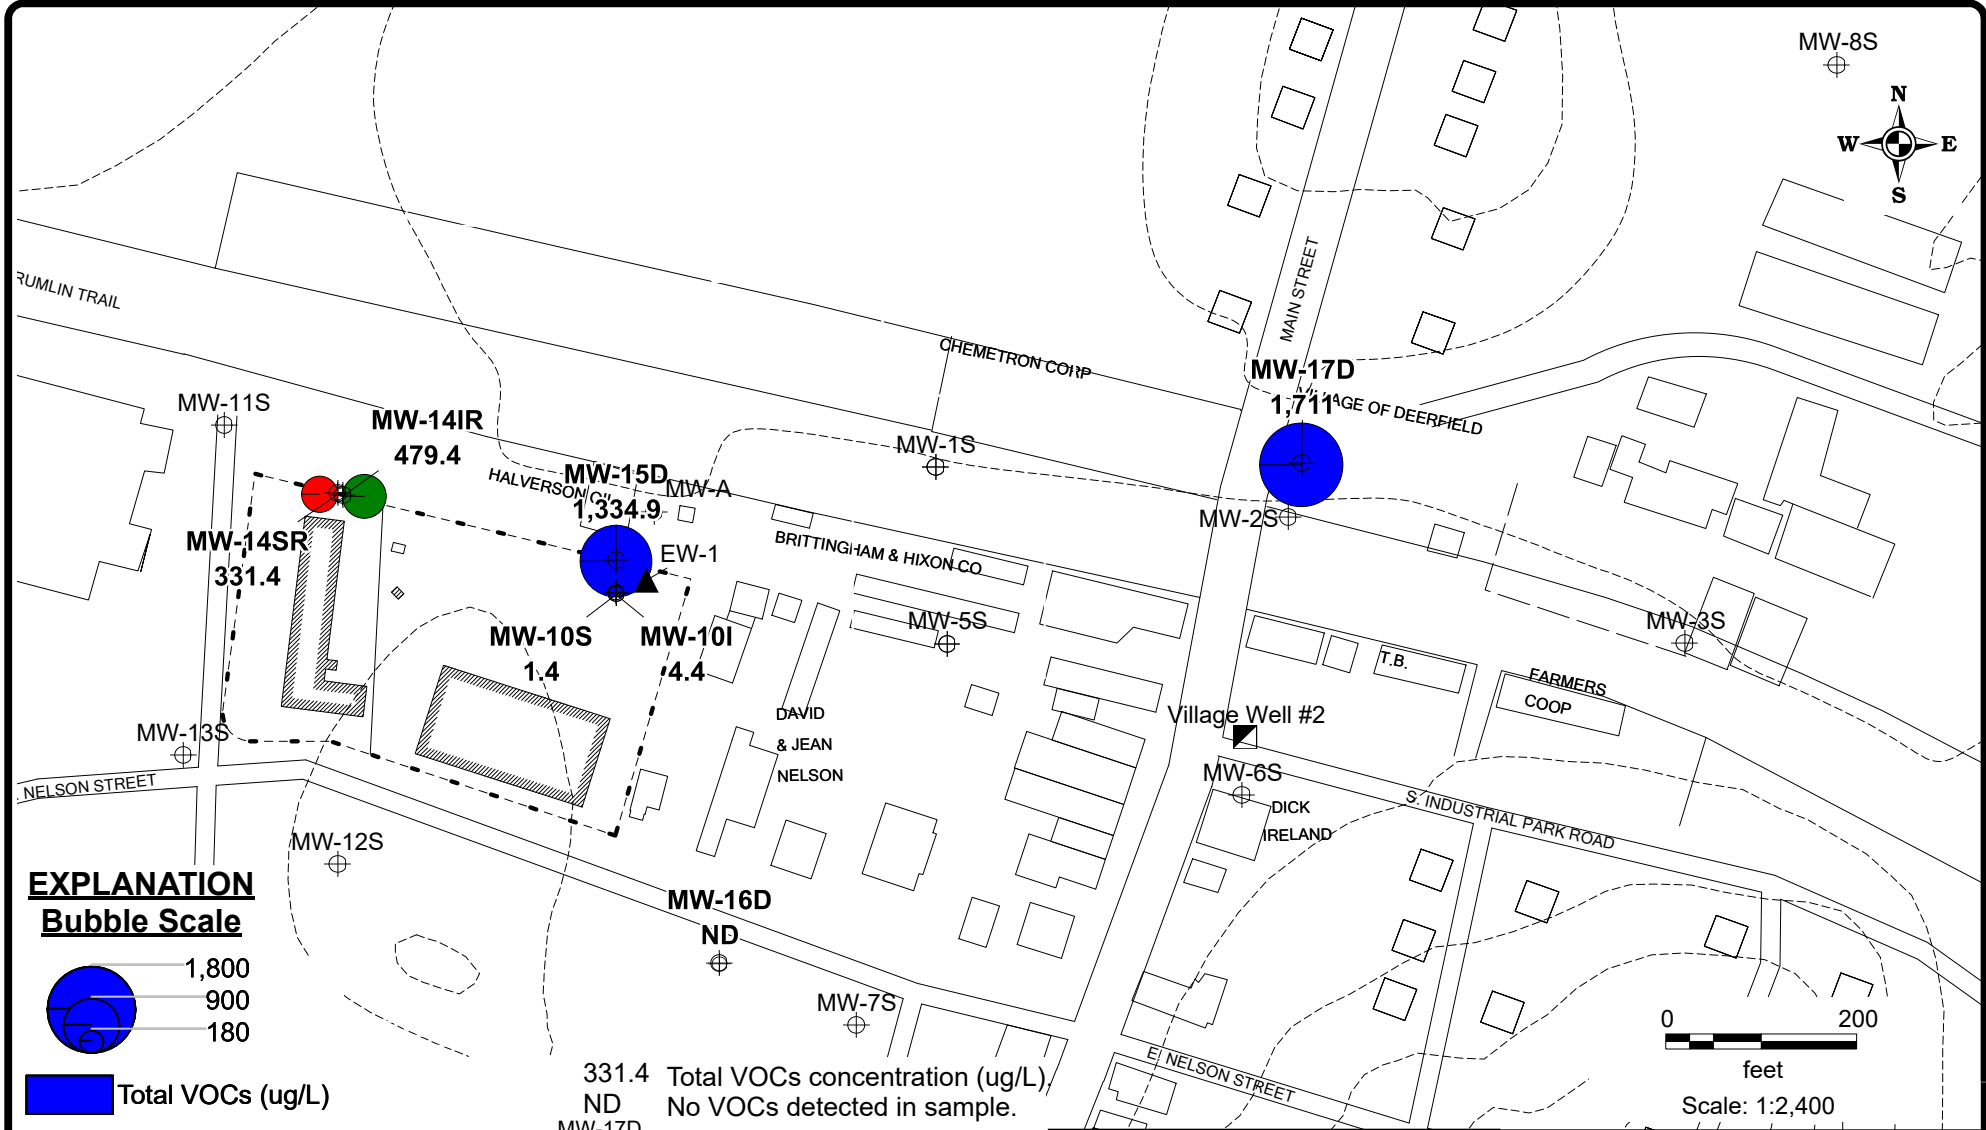 MW-8S
N
W E
S
RUMLIN TRAIL
MAIN STREET
CHEMETRON CORP
MW-17D
1,711
VILLAGE OF DEERFIELD
MW-11S
MW-14IR
479.4
MW-1S
HALVERSON
MW-15D
1,334.9
MW-A
MW-2S
MW-14SR
331.4
EW-1
BRITTINGHAM & HIXON CO
MW-10S
1.4
MW-10I
4.4
MW-5S
MW-3S
T.B.
FARMERS
COOP
DAVID
& JEAN
NELSON
Village Well #2
MW-13S
NELSON STREET
MW-6S
DICK
IRELAND
S. INDUSTRIAL PARK ROAD
MW-12S
EXPLANATION
Bubble Scale
1,800
900
180
Total VOCs (ug/L)
MW-16D
ND
MW-7S
E. NELSON STREET
0 200
feet
Scale: 1:2,400
331.4 Total VOCs concentration (ug/L).
ND No VOCs detected in sample.
MW-17D